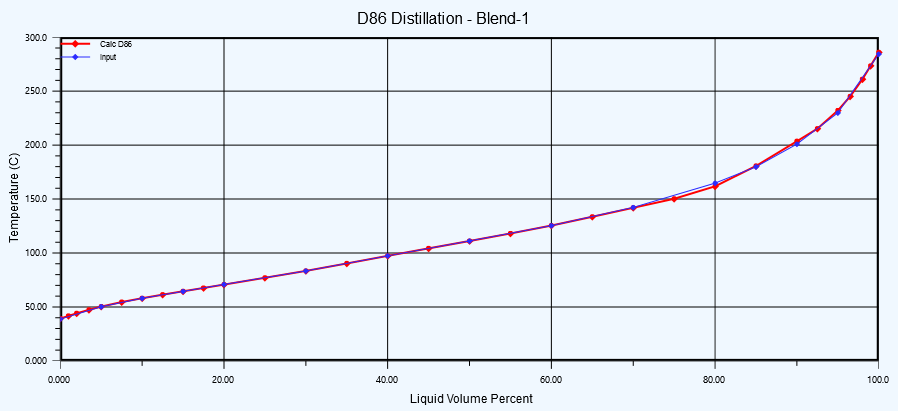 D86 Distillation - Blend-1
300.0
Calc D86
Input
250.0
200.0
Temperature (C)
150.0
100.0
50.00
0.000
0.000 20.00 40.00 60.00 80.00 100.0
Liquid Volume Percent